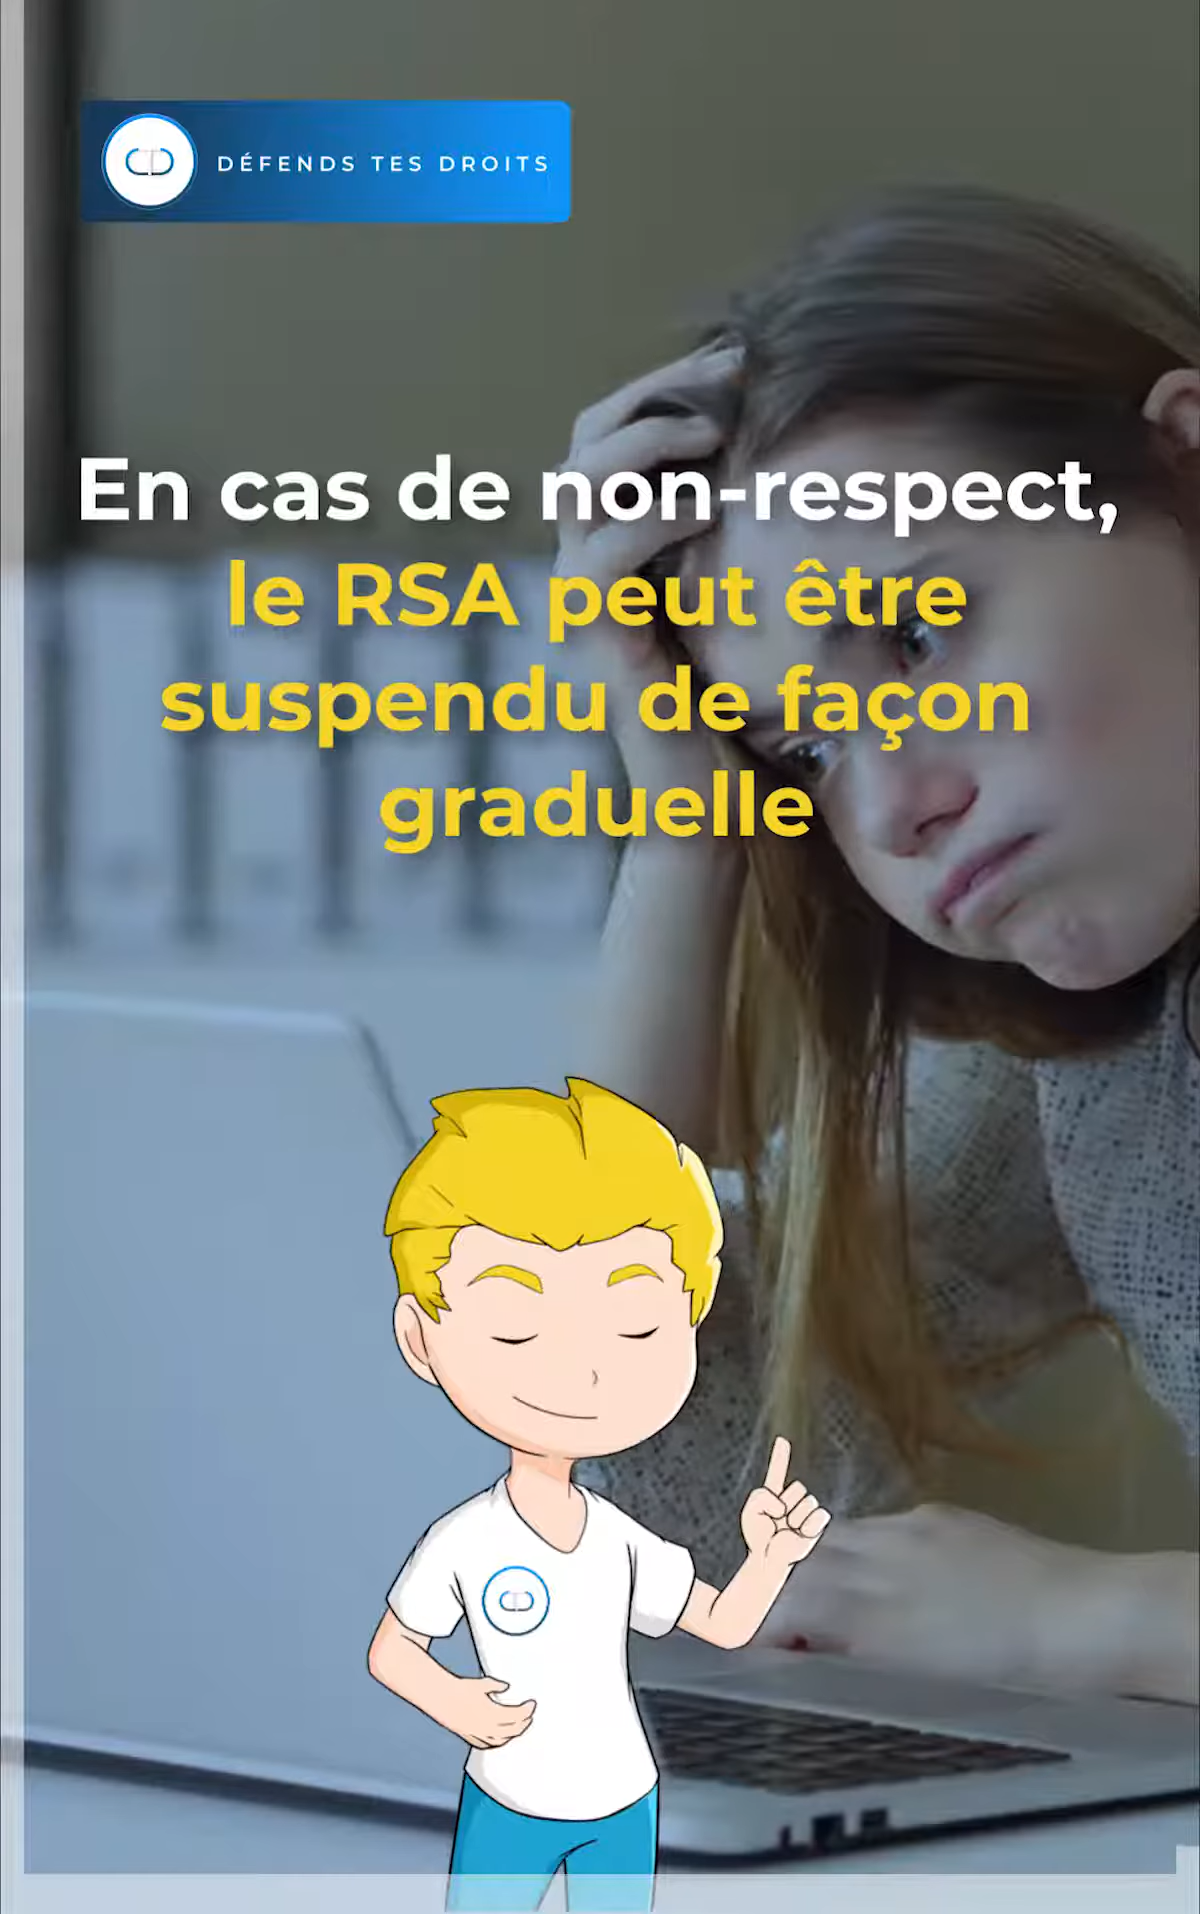 DÉFENDS TES DROITS
En cas de non-respect,
le RSA peut être
suspendu de façon
graduelle